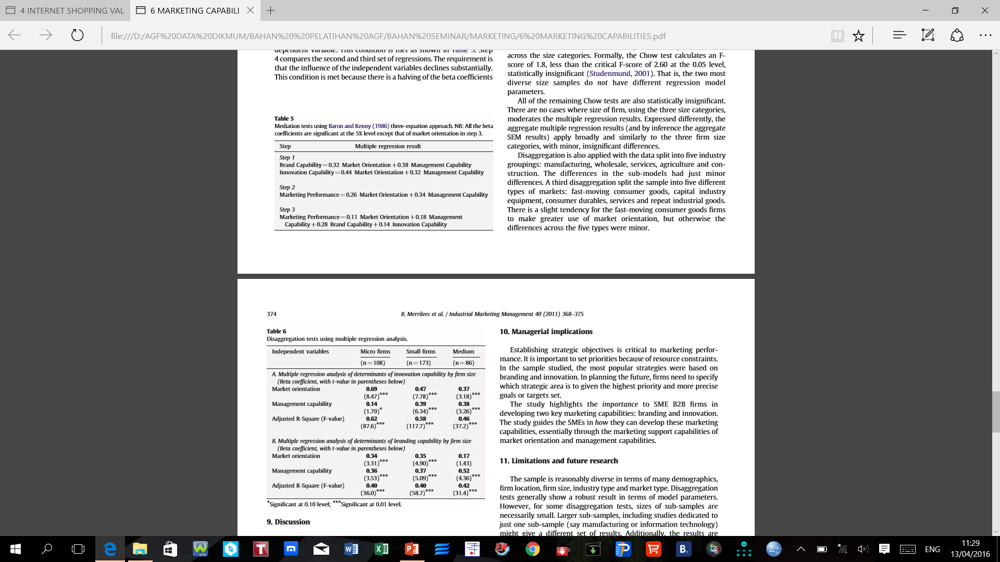 4 INTERNET SHOPPING VAL
6 MARKETING CAPABILI
file:///D:/AGF%20DATA%20DIKMUM/BAHAN%20%20PELATIHAN%20AGF/BAHAN%20SEMINAR/MARKETING/6%20MARKETING%20CAPABILITIES.pdf
dependent variable. This condition is met as shown in Table 5. Step
4 compares the second and third set of regressions. The requirement is
that the influence of the independent variables declines substantially.
This condition is met because there is a halving of the beta coefficients
Table 5
Mediation tests using Baron and Kenny (1986) three-equation approach. NB: All the beta
coefficients are significant at the 5% level except that of market orientation in step 3.
Step Multiple regression result
Step 1
Brand Capability = 0.32 Market Orientation + 0.38 Management Capability
Innovation Capability = 0.44 Market Orientation + 0.32 Management Capability
Step 2
Marketing Performance = 0.26 Market Orientation + 0.34 Management Capability
Step 3
Marketing Performance = 0.11 Market Orientation + 0.18 Management
Capability + 0.28 Brand Capability + 0.14 Innovation Capability
across the size categories. Formally, the Chow test calculates an F-
score of 1.8, less than the critical F-score of 2.60 at the 0.05 level,
statistically insignificant (Studenmund, 2001). That is, the two most
diverse size samples do not have different regression model
parameters.
All of the remaining Chow tests are also statistically insignificant.
There are no cases where size of firm, using the three size categories,
moderates the multiple regression results. Expressed differently, the
aggregate multiple regression results (and by inference the aggregate
SEM results) apply broadly and similarly to the three firm size
categories, with minor, insignificant differences.
Disaggregation is also applied with the data split into five industry
groupings: manufacturing, wholesale, services, agriculture and con-
struction. The differences in the sub-models had just minor
differences. A third disaggregation split the sample into five different
types of markets: fast-moving consumer goods, capital industry
equipment, consumer durables, services and repeat industrial goods.
There is a slight tendency for the fast-moving consumer goods firms
to make greater use of market orientation, but otherwise the
differences across the five types were minor.
374 B. Merrilees et al. / Industrial Marketing Management 40 (2011) 368–375
Table 6
Disaggregation tests using multiple regression analysis.
Independent variables Micro firms Small firms Medium
(n = 108) (n = 173) (n = 86)
A. Multiple regression analysis of determinants of innovation capability by firm size
(Beta coefficient, with t-value in parentheses below)
Market orientation 0.69 0.47 0.37
(8.47)*** (7.78)*** (3.18)***
Management capability 0.14 0.39 0.38
(1.79)* (6.34)*** (3.26)***
Adjusted R-Square (F-value) 0.62 0.58 0.46
(87.6)*** (117.7)*** (37.2)***
B. Multiple regression analysis of determinants of branding capability by firm size
(Beta coefficient, with t-value in parentheses below)
Market orientation 0.34 0.35 0.17
(3.31)*** (4.90)*** (1.43)
Management capability 0.36 0.37 0.52
(3.53)*** (5.09)*** (4.36)***
Adjusted R-Square (F-value) 0.40 0.40 0.42
(36.0)*** (58.7)*** (31.4)***
*Significant at 0.10 level; ***Significant at 0.01 level.
9. Discussion
10. Managerial implications
Establishing strategic objectives is critical to marketing perfor-
mance. It is important to set priorities because of resource constraints.
In the sample studied, the most popular strategies were based on
branding and innovation. In planning the future, firms need to specify
which strategic area is to given the highest priority and more precise
goals or targets set.
The study highlights the importance to SME B2B firms in
developing two key marketing capabilities: branding and innovation.
The study guides the SMEs in how they can develop these marketing
capabilities, essentially through the marketing support capabilities of
market orientation and management capabilities.
11. Limitations and future research
The sample is reasonably diverse in terms of many demographics,
firm location, firm size, industry type and market type. Disaggregation
tests generally show a robust result in terms of model parameters.
However, for some disaggregation tests, sizes of sub-samples are
necessarily small. Larger sub-samples, including studies dedicated to
just one sub-sample (say manufacturing or information technology)
might give a different set of results. Additionally, the results are
ENG
11:29
13/04/2016